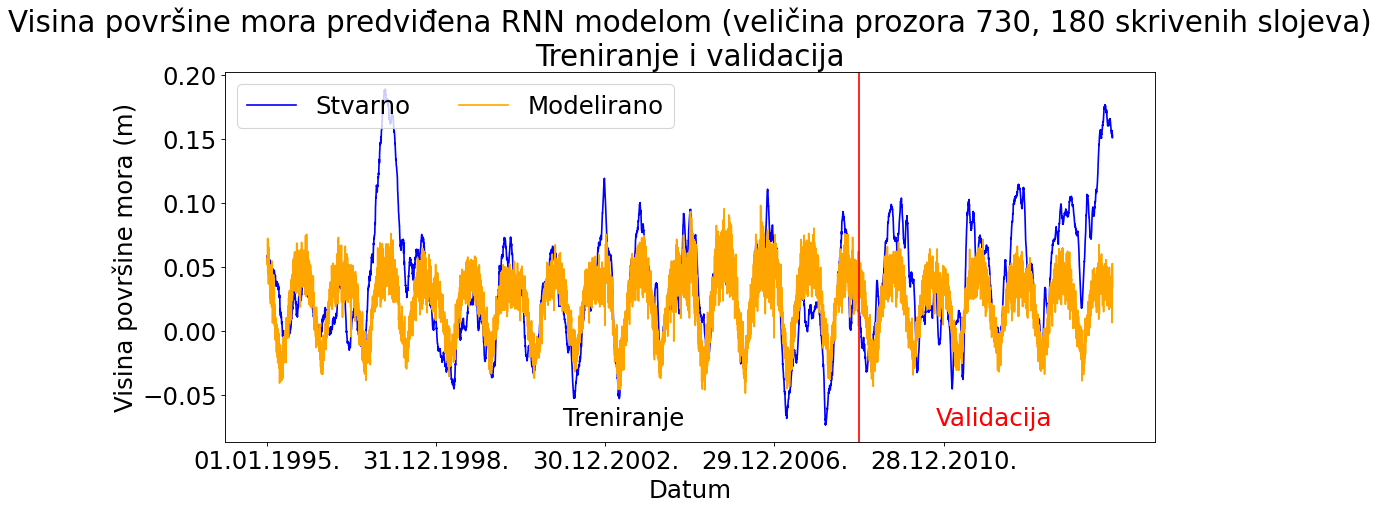 Visina površine mora predviđena RNN modelom (veličina prozora 730, 180 skrivenih slojeva)
Treniranje i validacija
Stvarno
Modelirano
Visina površine mora (m)
0.20
0.15
0.10
0.05
0.00
−0.05
Treniranje
Validacija
01.01.1995.
31.12.1998.
30.12.2002.
29.12.2006.
28.12.2010.
Datum